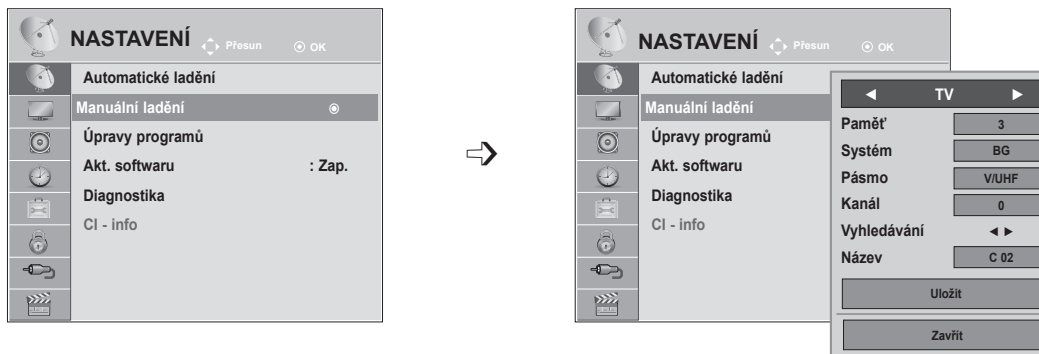 NASTAVENÍ Přesun OK
Automatické ladění
Manuální ladění
Úpravy programů
Akt. softwaru : Zap.
Diagnostika
CI - info
NASTAVENÍ Přesun OK
Automatické ladění
Manuální ladění
Úpravy programů
Akt. softwaru
Diagnostika
CI - info
◄ TV ►
Paměť 3
Systém BG
Pásmo V/UHF
Kanál 0
Vyhledávání ◄ ►
Název C 02
Uložit
Zavřít